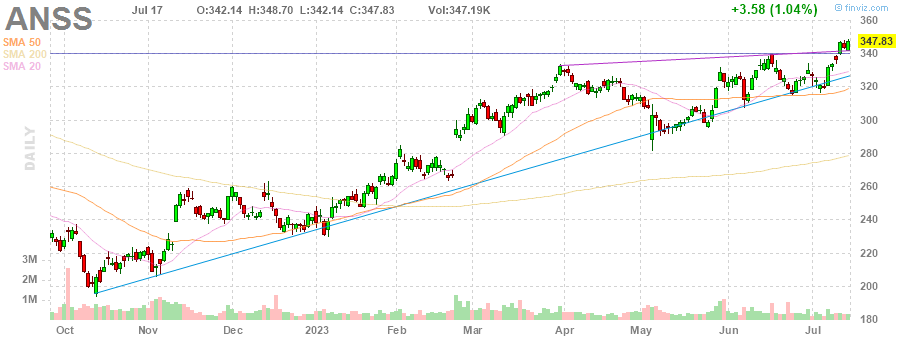 ANSS Jul 17 O:342.14 H:348.70 L:342.14 C:347.83 Vol:347.19K +3.58 (1.04%)
© finviz.com
SMA 50
SMA 200
SMA 20
DAILY
3M
2M
1M
360
347.83
340
320
300
280
260
240
220
200
180
Oct Nov Dec 2023 Feb Mar Apr May Jun Jul